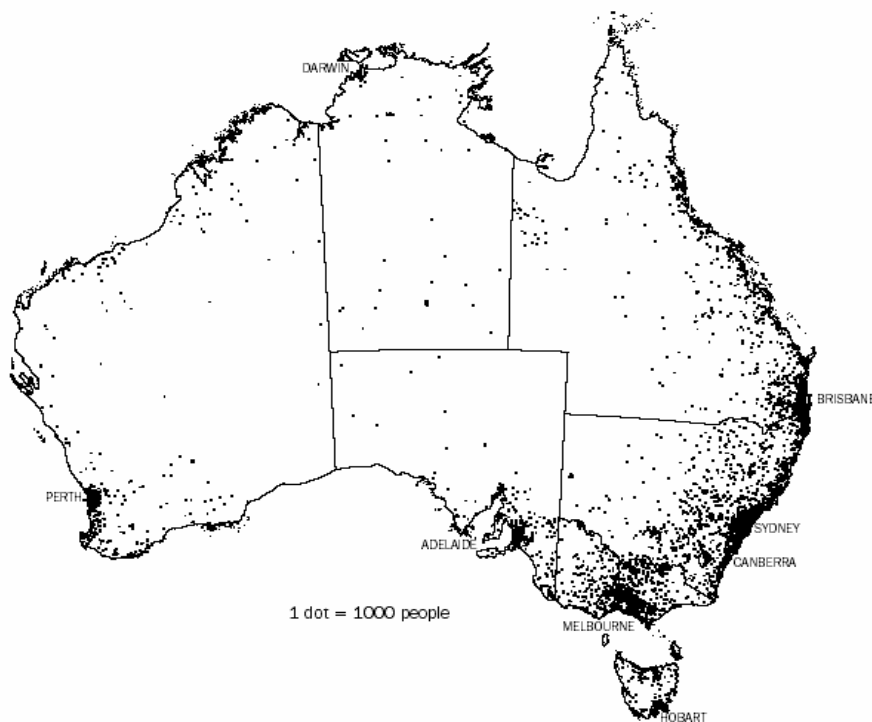 DARWIN
BRISBANE
PERTH
SYDNEY
ADELAIDE
CANBERRA
1 dot = 1000 people
MELBOURNE
HOBART